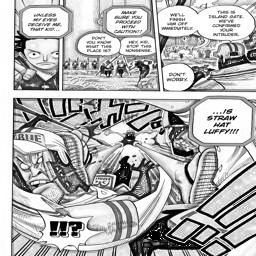 UNLESS
MY EYES
DECEIVE ME,
THAT KID...
MAKE
SURE YOU
PROCEED
WITH
CAUTION!!
DON'T
YOU KNOW
WHAT THIS
PLACE IS?
HEY, KID,
STOP THIS
NONSENSE.
WE'LL
FINISH
HIM OFF
IMMEDIATELY.
THIS IS
ISLAND GATE.
WE'VE
CONFIRMED
YOUR
INTRUDER.
DON'T
WORRY.
...IS
STRAW
HAT
LUFFY!!!
!!?